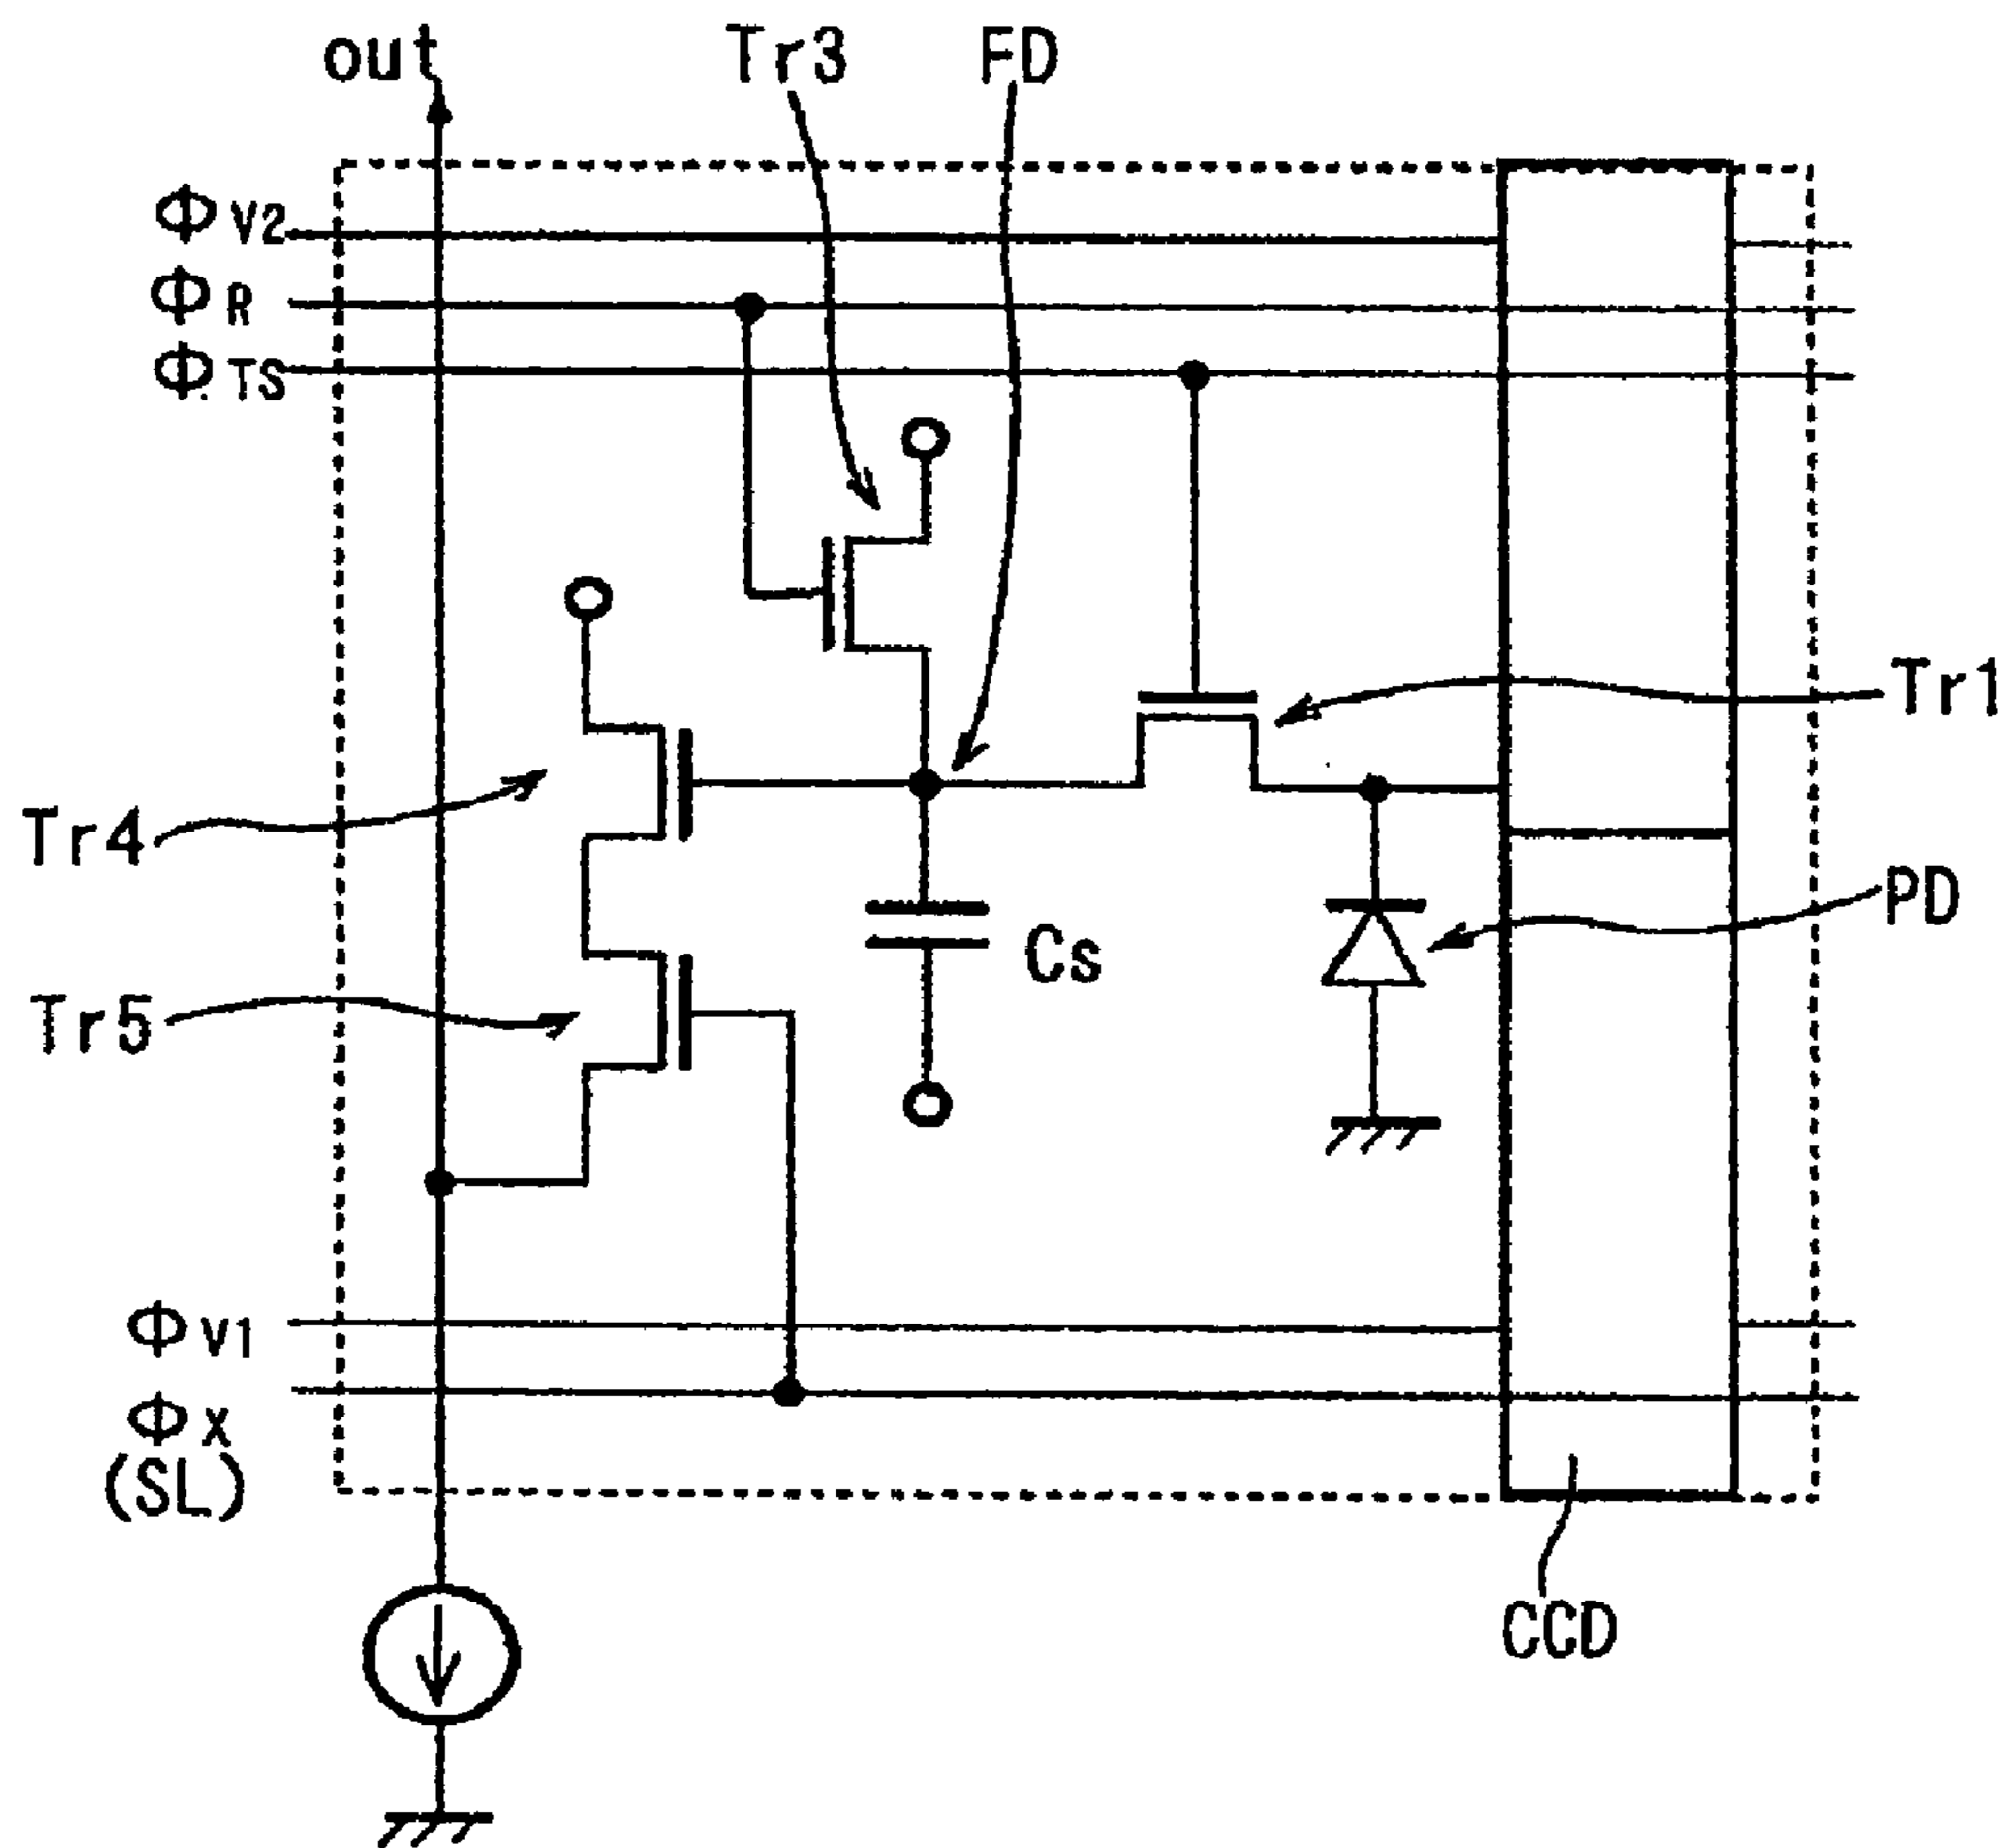 out
Tr3
FD
ΦV2
ΦR
ΦTS
Tr1
Tr4
PD
Cs
Tr5
ΦV1
ΦX
(SL)
CCD